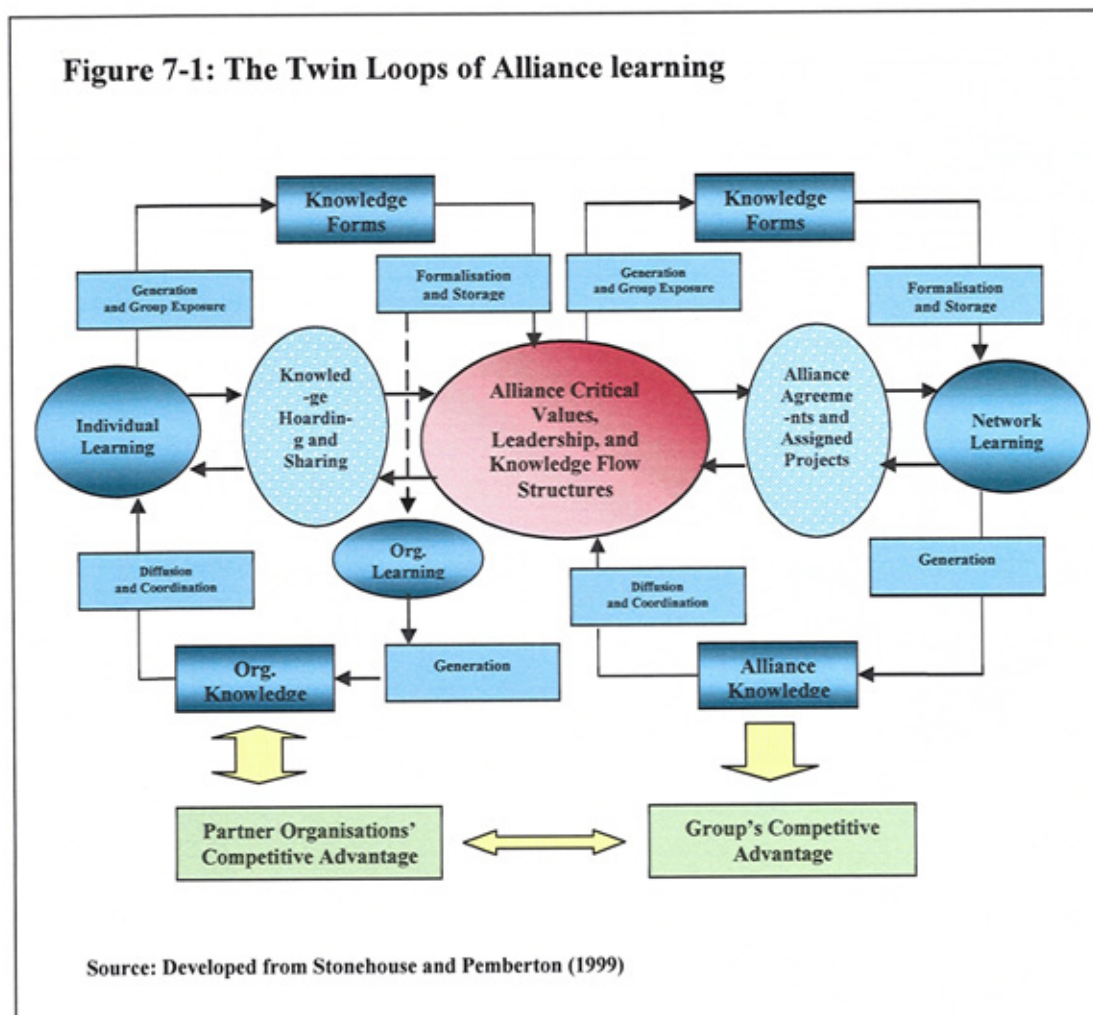 Figure 7-1: The Twin Loops of Alliance learning
Knowledge
Forms
Knowledge
Forms
Generation
and Group Exposure
Formalisation
and Storage
Generation
and Group Exposure
Formalisation
and Storage
Individual
Learning
Knowled
-ge
Hoardin-
g and
Sharing
Alliance Critical
Values,
Leadership, and
Knowledge Flow
Structures
Alliance
Agreeme
-nts and
Assigned
Projects
Network
Learning
Org.
Learning
Diffusion
and Coordination
Diffusion
and Coordination
Generation
Org.
Knowledge
Generation
Alliance
Knowledge
Partner Organisations'
Competitive Advantage
Group's Competitive
Advantage
Source: Developed from Stonehouse and Pemberton (1999)